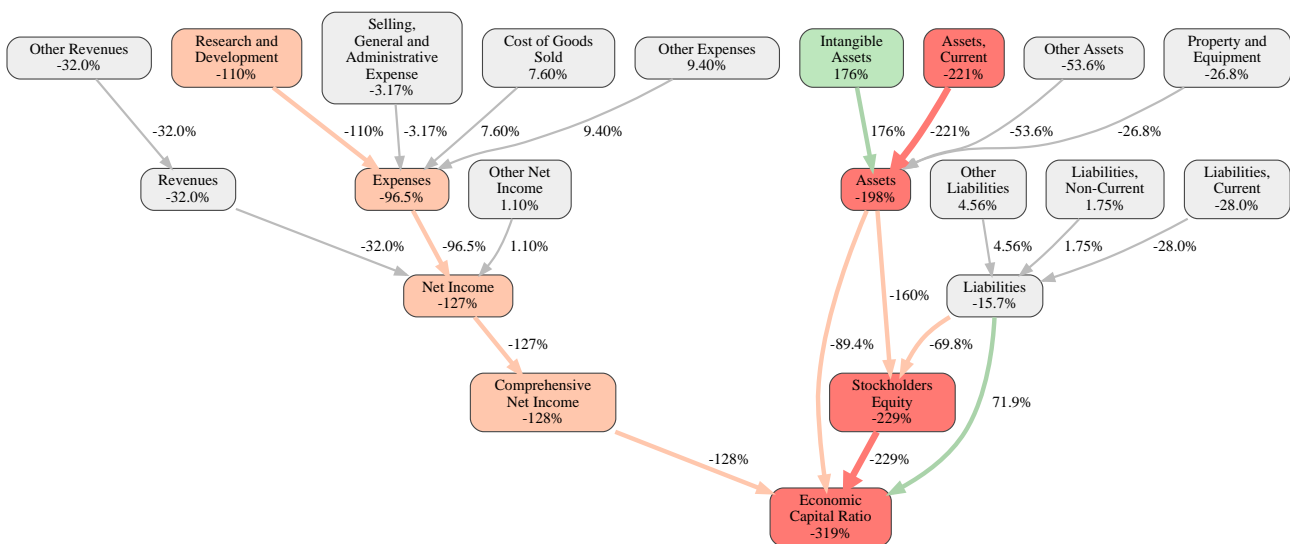 Other Revenues
-32.0%
Research and
Development
-110%
Selling,
General and
Administrative
Expense
-3.17%
Cost of Goods
Sold
7.60%
Other Expenses
9.40%
Intangible
Assets
176%
Assets,
Current
-221%
Other Assets
-53.6%
Property and
Equipment
-26.8%
-32.0%
-110%
-3.17%
7.60%
9.40%
176%
-221%
-53.6%
-26.8%
Revenues
-32.0%
Expenses
-96.5%
Other Net
Income
1.10%
Assets
-198%
Other
Liabilities
4.56%
Liabilities,
Non-Current
1.75%
Liabilities,
Current
-28.0%
-32.0%
-96.5%
1.10%
4.56%
1.75%
-28.0%
Net Income
-127%
Liabilities
-15.7%
-160%
-127%
-89.4%
-69.8%
Comprehensive
Net Income
-128%
Stockholders
Equity
-229%
71.9%
-128%
-229%
Economic
Capital Ratio
-319%